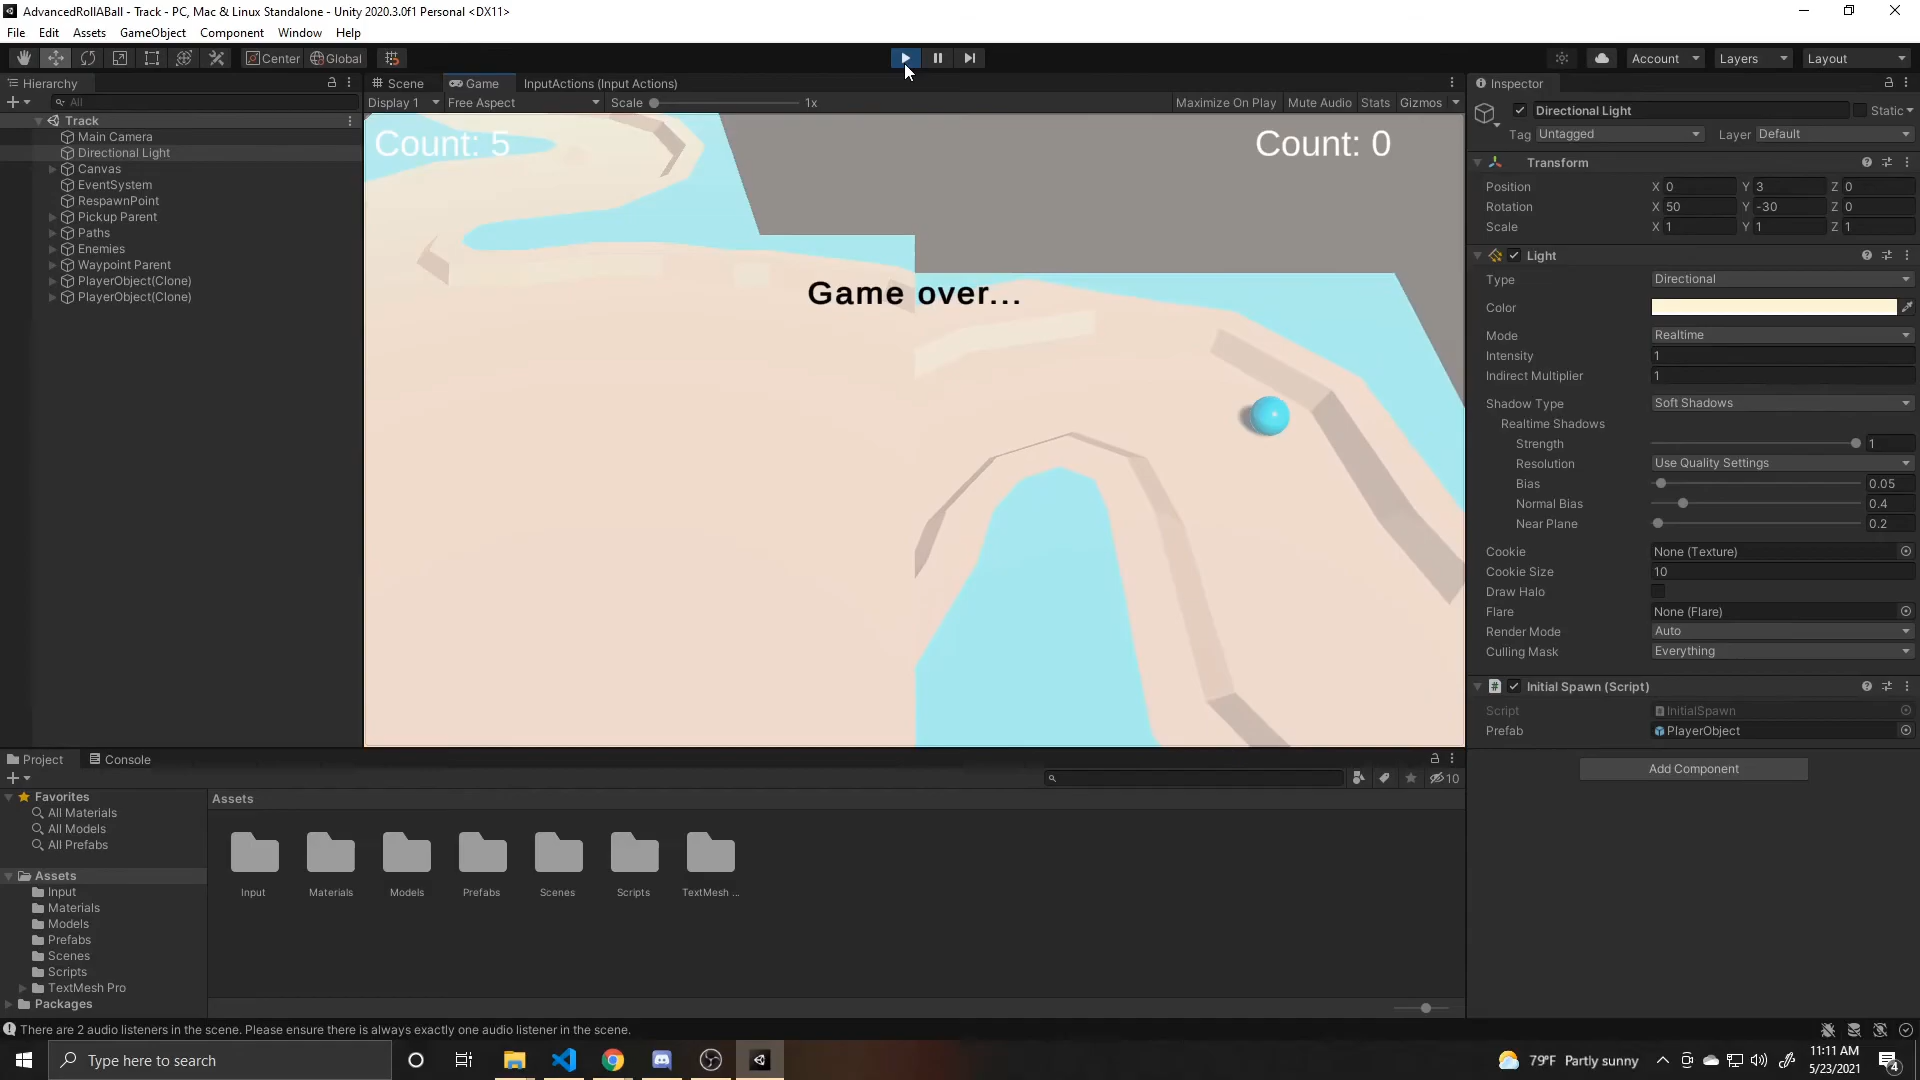 AdvancedRollABall - Track - PC, Mac & Linux Standalone - Unity 2020.3.0f1 Personal <DX11>
File Edit Assets GameObject Component Window Help
Center Global Account Layers Layout
Hierarchy
All
Track
Main Camera
Directional Light
Canvas
EventSystem
RespawnPoint
Pickup Parent
Paths
Enemies
Waypoint Parent
PlayerObject(Clone)
PlayerObject(Clone)
Scene Game InputActions (Input Actions)
Display 1 Free Aspect Scale 1x Maximize On Play Mute Audio Stats Gizmos
Count: 5 Count: 0
Game over...
Inspector
Directional Light Static
Tag Untagged Layer Default
Transform
Position X 0 Y 3 Z 0
Rotation X 50 Y -30 Z 0
Scale X 1 Y 1 Z 1
Light
Type Directional
Color
Mode Realtime
Intensity 1
Indirect Multiplier 1
Shadow Type Soft Shadows
Realtime Shadows
Strength 1
Resolution Use Quality Settings
Bias 0.05
Normal Bias 0.4
Near Plane 0.2
Cookie None (Texture)
Cookie Size 10
Draw Halo
Flare None (Flare)
Render Mode Auto
Culling Mask Everything
Initial Spawn (Script)
Script InitialSpawn
Prefab PlayerObject
Add Component
Project Console
10
Favorites
All Materials
All Models
All Prefabs
Assets
Input
Materials
Models
Prefabs
Scenes
Scripts
TextMesh Pro
Packages
Assets
Input Materials Models Prefabs Scenes Scripts TextMesh ...
There are 2 audio listeners in the scene. Please ensure there is always exactly one audio listener in the scene.
Type here to search
79°F Partly sunny
11:11 AM
5/23/2021
4